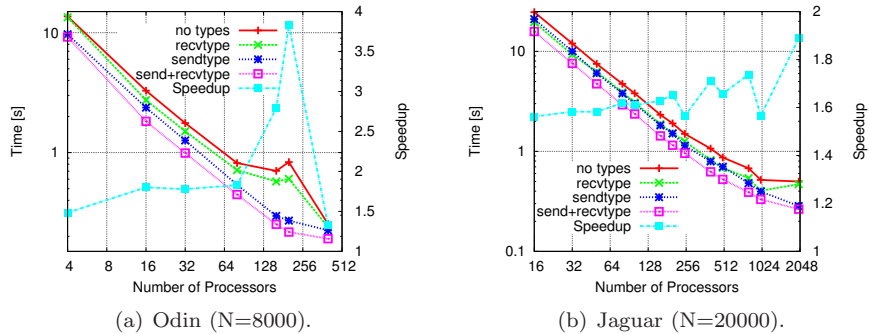 10
1
Time [s]
4
3.5
3
2.5
2
1.5
1
Speedup
no types
recvtype
sendtype
send+recvtype
Speedup
4 8 16 32 64 128 256 512
Number of Processors
(a) Odin (N=8000).
10
1
0.1
Time [s]
2
1.8
1.6
1.4
1.2
1
Speedup
no types
recvtype
sendtype
send+recvtype
Speedup
16 32 64 128 256 512 1024 2048
Number of Processors
(b) Jaguar (N=20000).